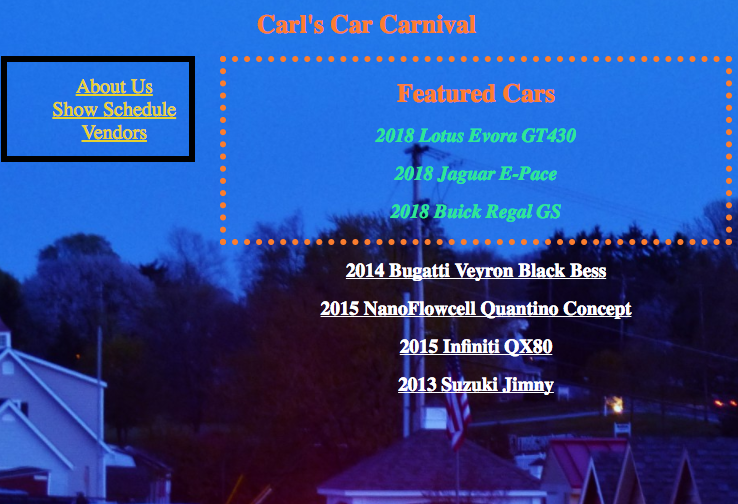 Carl's Car Carnival
About Us
Show Schedule
Vendors
Featured Cars
2018 Lotus Evora GT430
2018 Jaguar E-Pace
2018 Buick Regal GS
2014 Bugatti Veyron Black Bess
2015 NanoFlowcell Quantino Concept
2015 Infiniti QX80
2013 Suzuki Jimny